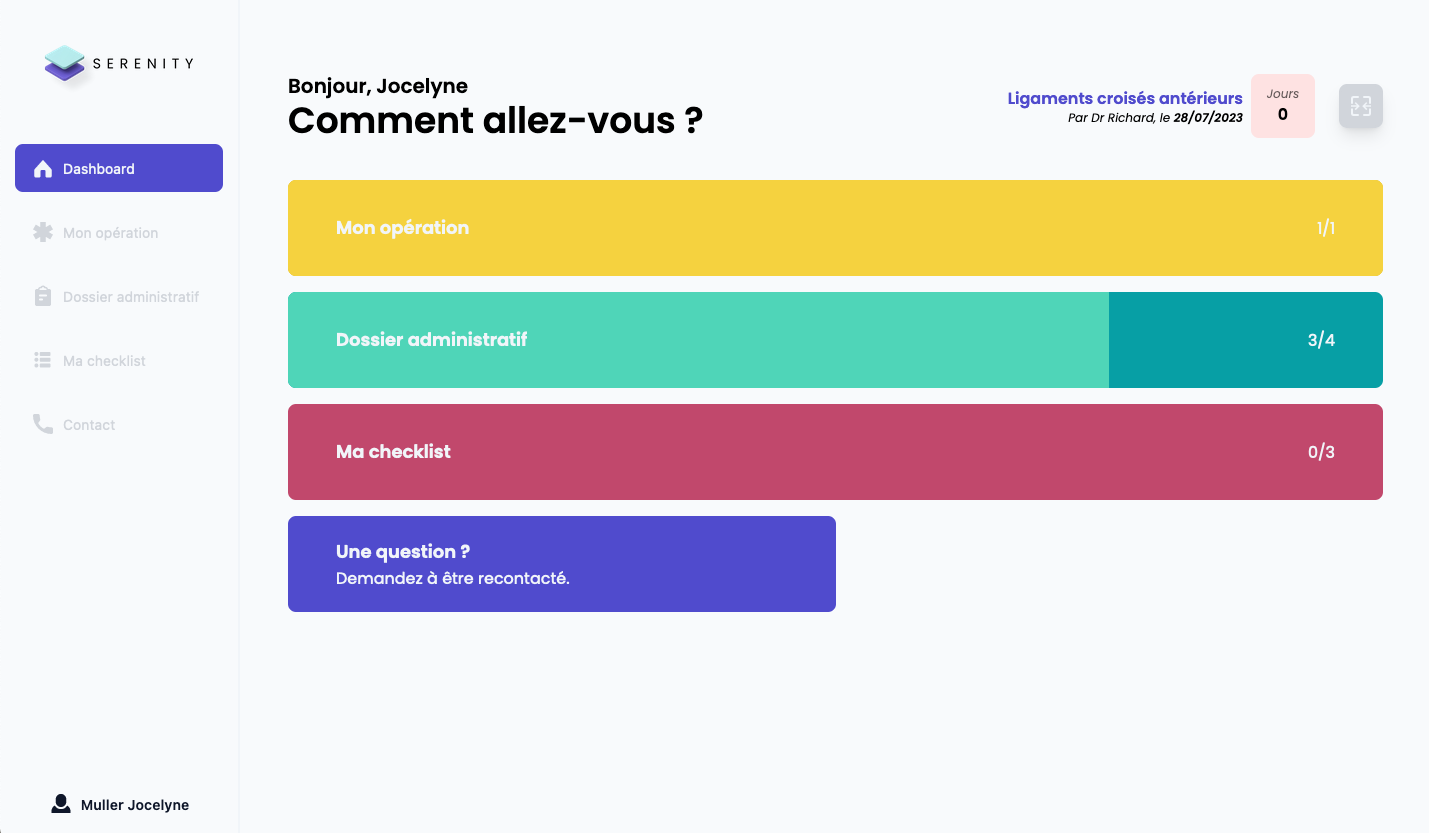 SERENITY
Dashboard
Mon opération
Dossier administratif
Ma checklist
Contact
Muller Jocelyne
Bonjour, Jocelyne
Comment allez-vous ?
Ligaments croisés antérieurs
Par Dr Richard, le 28/07/2023
Jours
0
Mon opération 1/1
Dossier administratif 3/4
Ma checklist 0/3
Une question ?
Demandez à être recontacté.